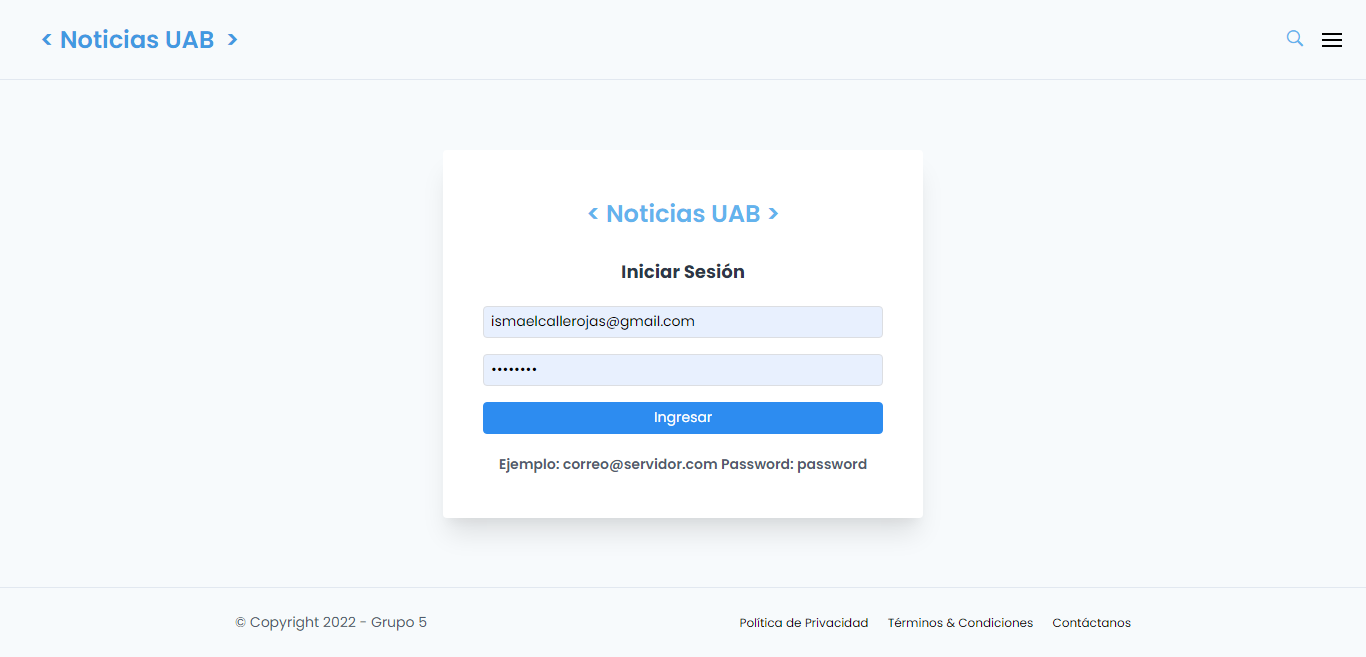 < Noticias UAB >
< Noticias UAB >
Iniciar Sesión
ismaelcallerojas@gmail.com
••••••••
Ingresar
Ejemplo: correo@servidor.com Password: password
© Copyright 2022 - Grupo 5
Política de Privacidad Términos & Condiciones Contáctanos